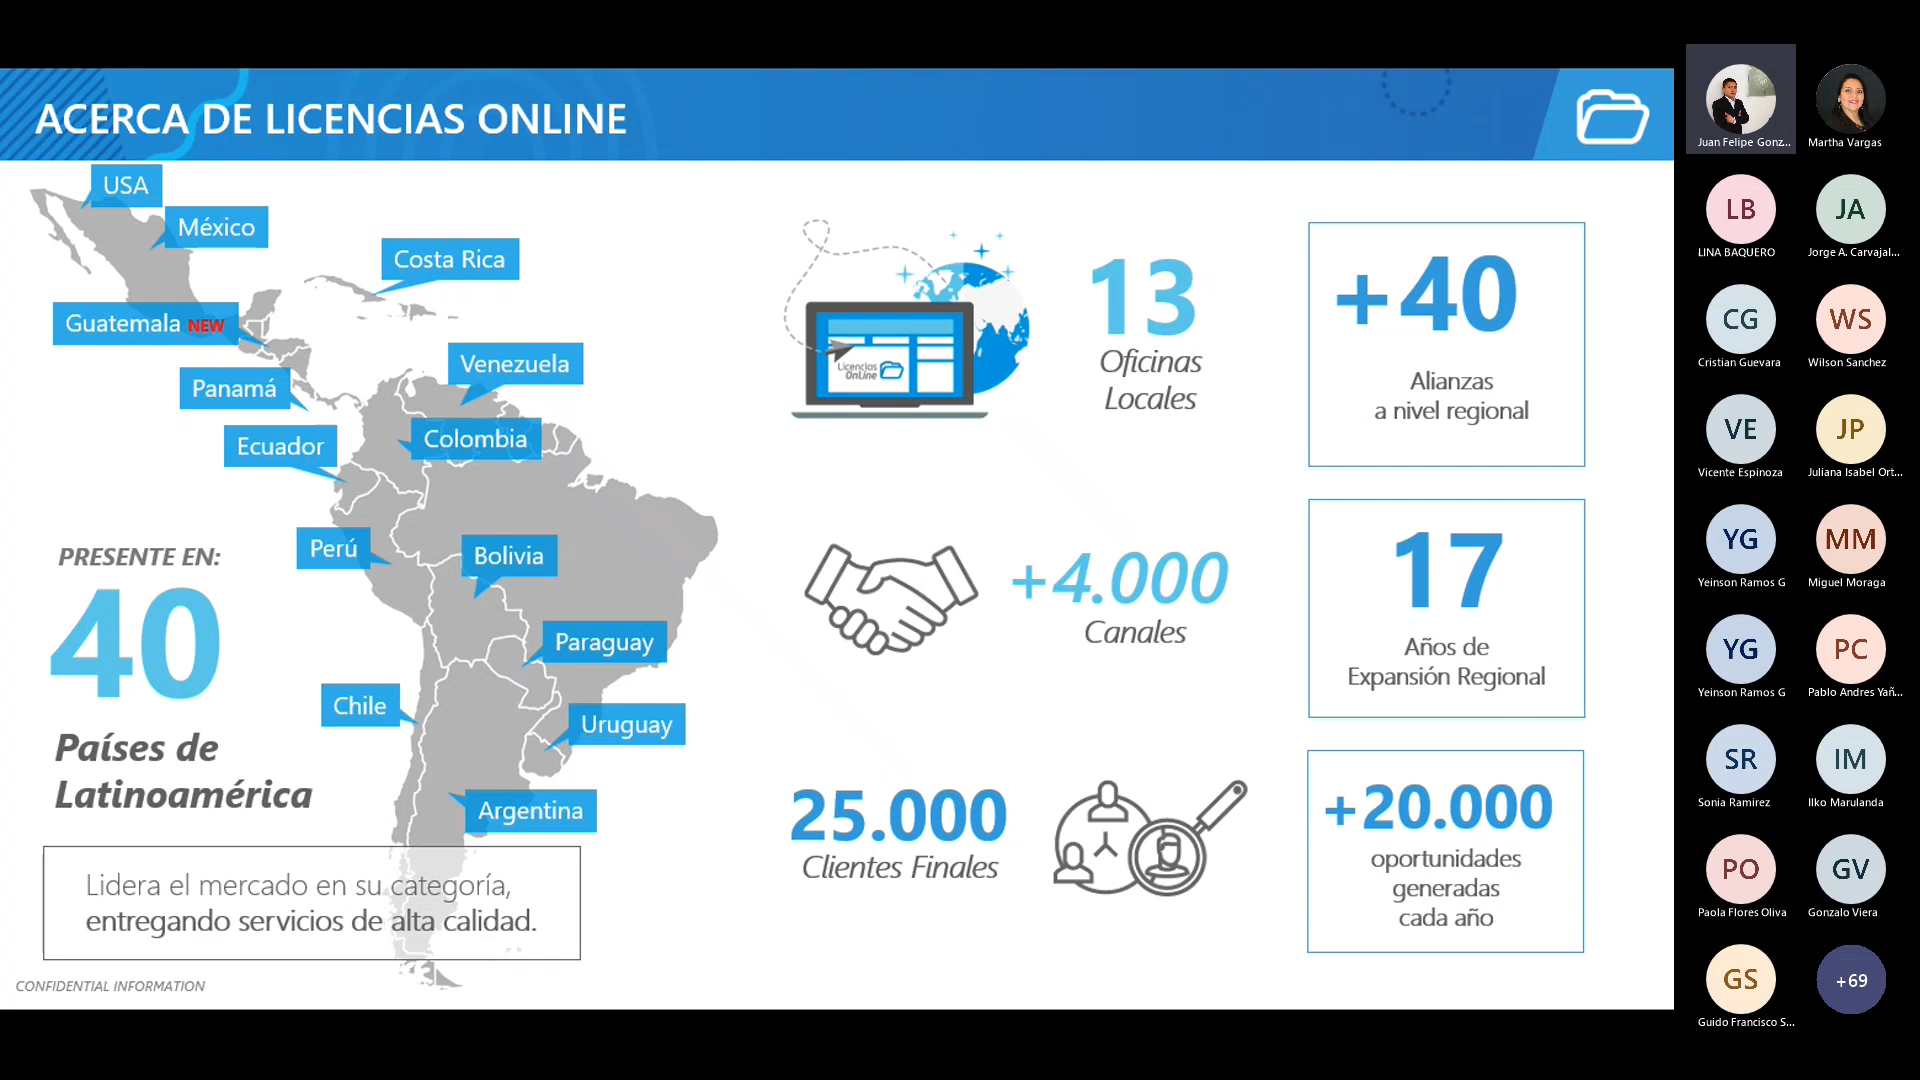 ACERCA DE LICENCIAS ONLINE
USA
México
Costa Rica
Guatemala NEW
Venezuela
Panamá
Colombia
Ecuador
Perú
Bolivia
Paraguay
Chile
Uruguay
Argentina
PRESENTE EN:
40
Países de
Latinoamérica
Lidera el mercado en su categoría,
entregando servicios de alta calidad.
CONFIDENTIAL INFORMATION
Licencias
OnLine
13
Oficinas
Locales
+4.000
Canales
25.000
Clientes Finales
+40
Alianzas
a nivel regional
17
Años de
Expansión Regional
+20.000
oportunidades
generadas
cada año
Juan Felipe Gonz...
Martha Vargas
LB
LINA BAQUERO
JA
Jorge A. Carvajal...
CG
Cristian Guevara
WS
Wilson Sanchez
VE
Vicente Espinoza
JP
Juliana Isabel Ort...
YG
Yeinson Ramos G
MM
Miguel Moraga
YG
Yeinson Ramos G
PC
Pablo Andres Yañ...
SR
Sonia Ramirez
IM
Ilko Marulanda
PO
Paola Flores Oliva
GV
Gonzalo Viera
GS
Guido Francisco S...
+69